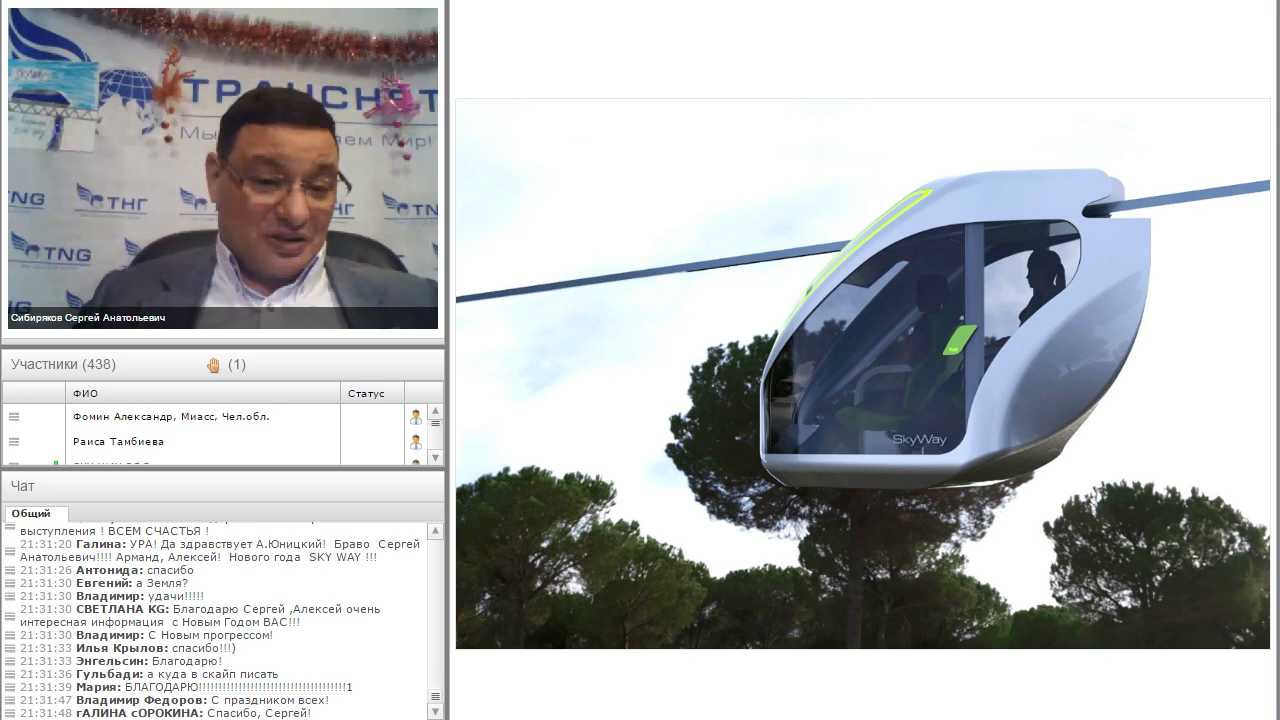 ТРАНСНЕТ
TNG
ТНГ
TNG
TNG
Сибиряков Сергей Анатольевич
Участники (438)
(1)
ФИО
Статус
Фомин Александр, Миасс, Чел.обл.
Раиса Тамбиева
Чат
Общий
выступления ! ВСЕМ СЧАСТЬЯ !
21:31:20 Галина: УРА! Да здравствует А.Юницкий! Браво Сергей
Анатольевич!!!! Арманд, Алексей! Нового года SKY WAY !!!
21:31:26 Антонида: спасибо
21:31:30 Евгений: а Земля?
21:31:30 Владимир: удачи!!!!!
21:31:30 СВЕТЛАНА KG: Благодарю Сергей ,Алексей очень
интересная информация с Новым Годом ВАС!!!
21:31:30 Владимир: С Новым прогрессом!
21:31:33 Илья Крылов: спасибо!!!)
21:31:33 Энгельсин: Благодарю!
21:31:36 Гульбади: а куда в скайп писать
21:31:39 Мария: БЛАГОДАРЮ!!!!!!!!!!!!!!!!!!!!!!!!!!!!!!!!!!!!!1
21:31:47 Владимир Федоров: С праздником всех!
21:31:48 гАЛИНА сОРОКИНА: Спасибо, Сергей!
SkyWay